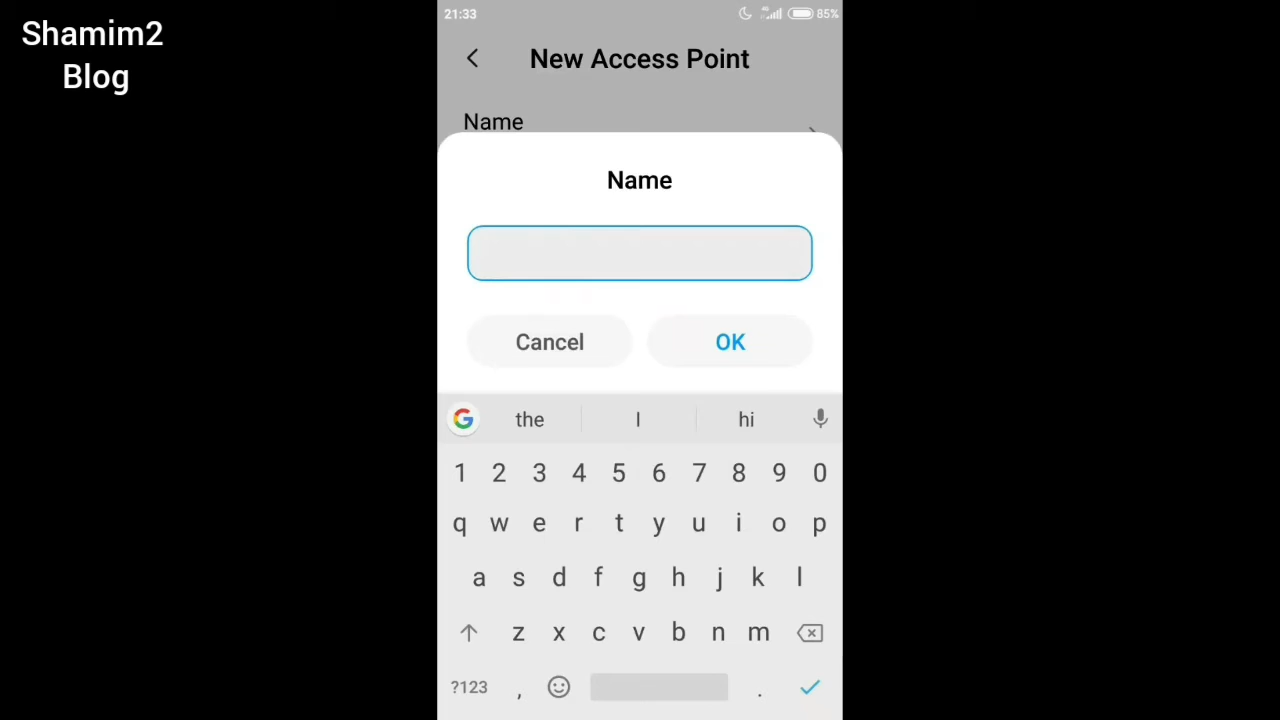 Shamim2
Blog
21:33
4G
85%
New Access Point
Name
Name
Cancel
OK
the
I
hi
1 2 3 4 5 6 7 8 9 0
q w e r t y u i o p
a s d f g h j k l
z x c v b n m
?123
,
.